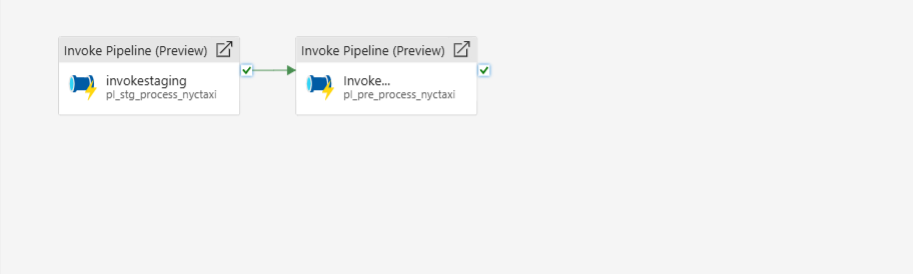 Invoke Pipeline (Preview)
invokestaging
pl_stg_process_nyctaxi
Invoke Pipeline (Preview)
Invoke...
pl_pre_process_nyctaxi